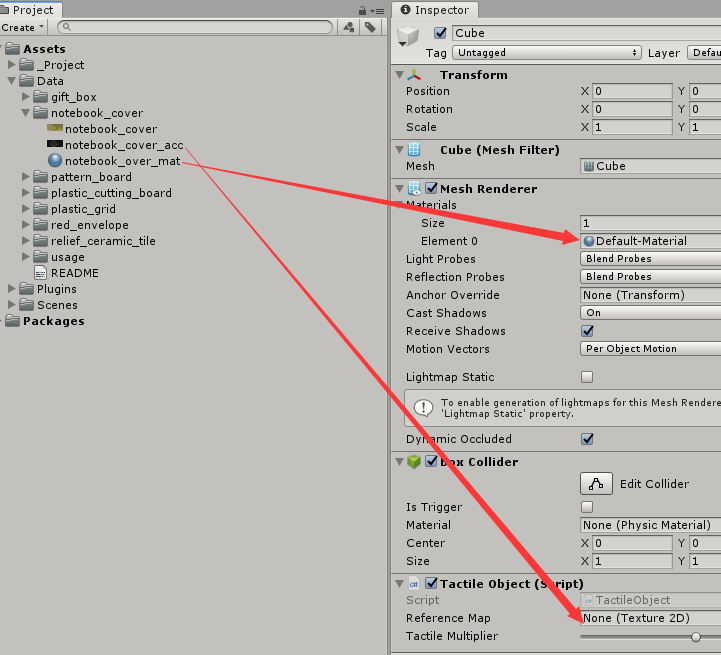 Project
Create
Assets
_Project
Data
gift_box
notebook_cover
notebook_cover
notebook_cover_acc
notebook_over_mat
pattern_board
plastic_cutting_board
plastic_grid
red_envelope
relief_ceramic_tile
usage
README
Plugins
Scenes
Packages
Inspector
Cube
Tag Untagged Layer Defau
Transform
Position X 0 Y 0
Rotation X 0 Y 0
Scale X 1 Y 1
Cube (Mesh Filter)
Mesh Cube
Mesh Renderer
Materials
Size 1
Element 0 Default-Material
Light Probes Blend Probes
Reflection Probes Blend Probes
Anchor Override None (Transform)
Cast Shadows On
Receive Shadows
Motion Vectors Per Object Motion
Lightmap Static
To enable generation of lightmaps for this Mesh Rendere
'Lightmap Static' property.
Dynamic Occluded
Box Collider
Edit Collider
Is Trigger
Material None (Physic Material)
Center X 0 Y 0
Size X 1 Y 1
Tactile Object (Script)
Script TactileObject
Reference Map None (Texture 2D)
Tactile Multiplier